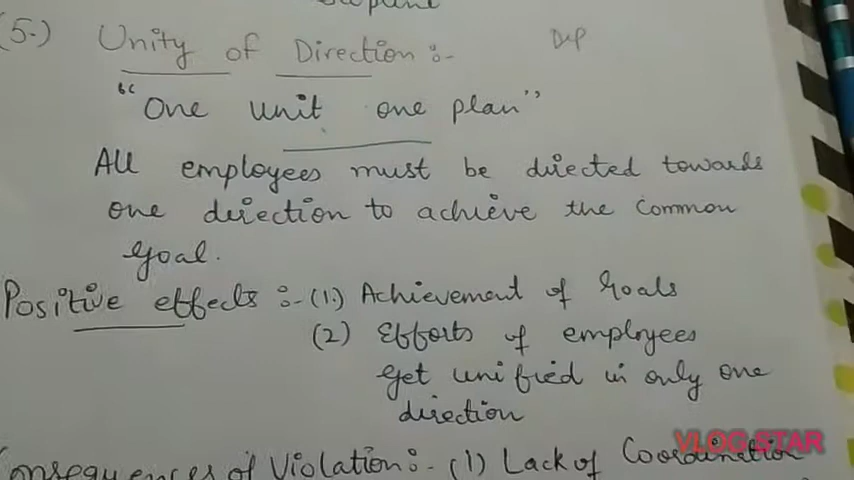 (5.) Unity of Direction :-
"One unit one plan"
All employees must be directed towards
one direction to achieve the common
goal.
Positive effects :- (1.) Achievement of Goals
(2) Efforts of employees
get unified in only one
direction
Consequences of Violation :- (1) Lack of Coordination
VLOG STAR